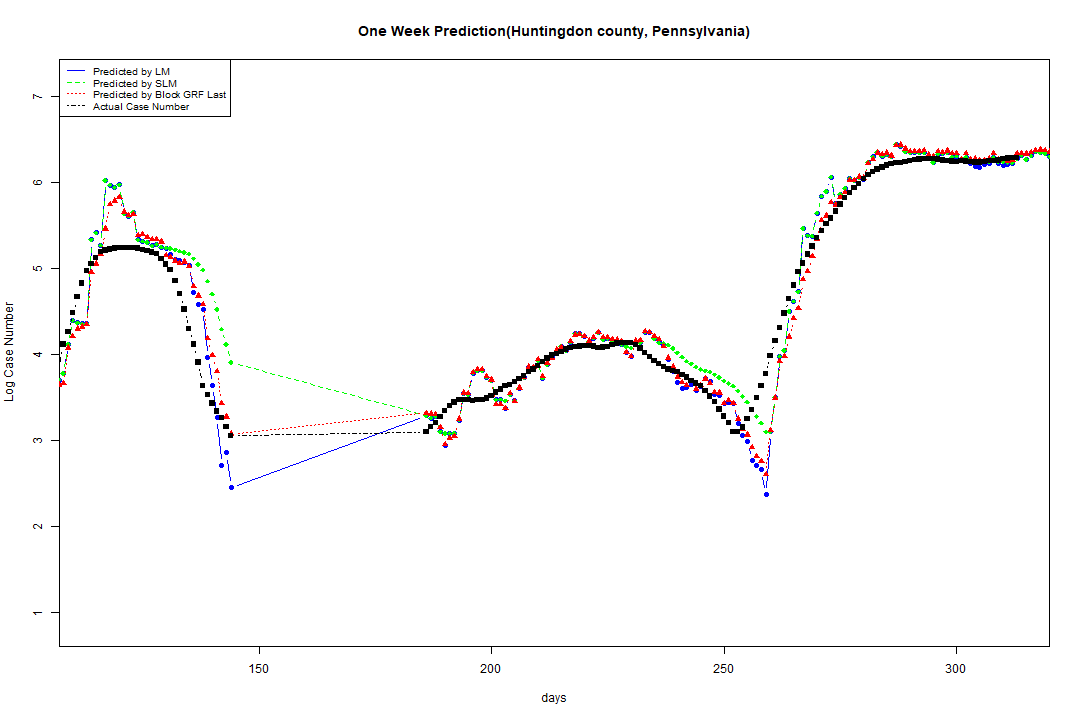 One Week Prediction(Huntingdon county, Pennsylvania)
Predicted by LM
Predicted by SLM
Predicted by Block GRF Last
Actual Case Number
7
6
5
4
3
2
1
Log Case Number
150 200 250 300
days